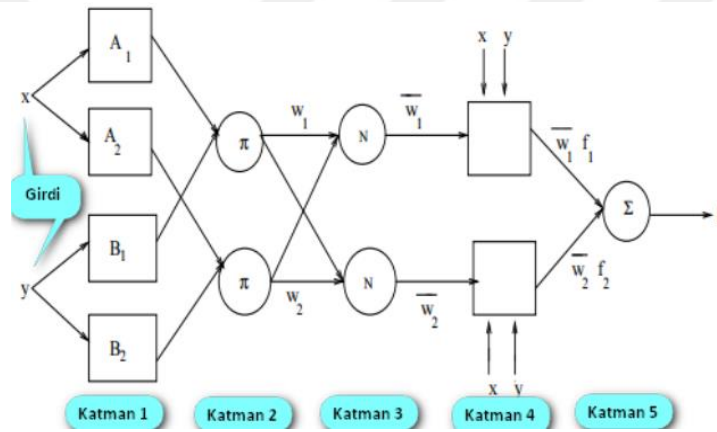 x y
A1
w1 w̅1
x π N
A2 w̅1 f1
Girdi Σ
B1
π N
y w2 w̅2 w̅2 f2
B2
x y
Katman 1 Katman 2 Katman 3 Katman 4 Katman 5